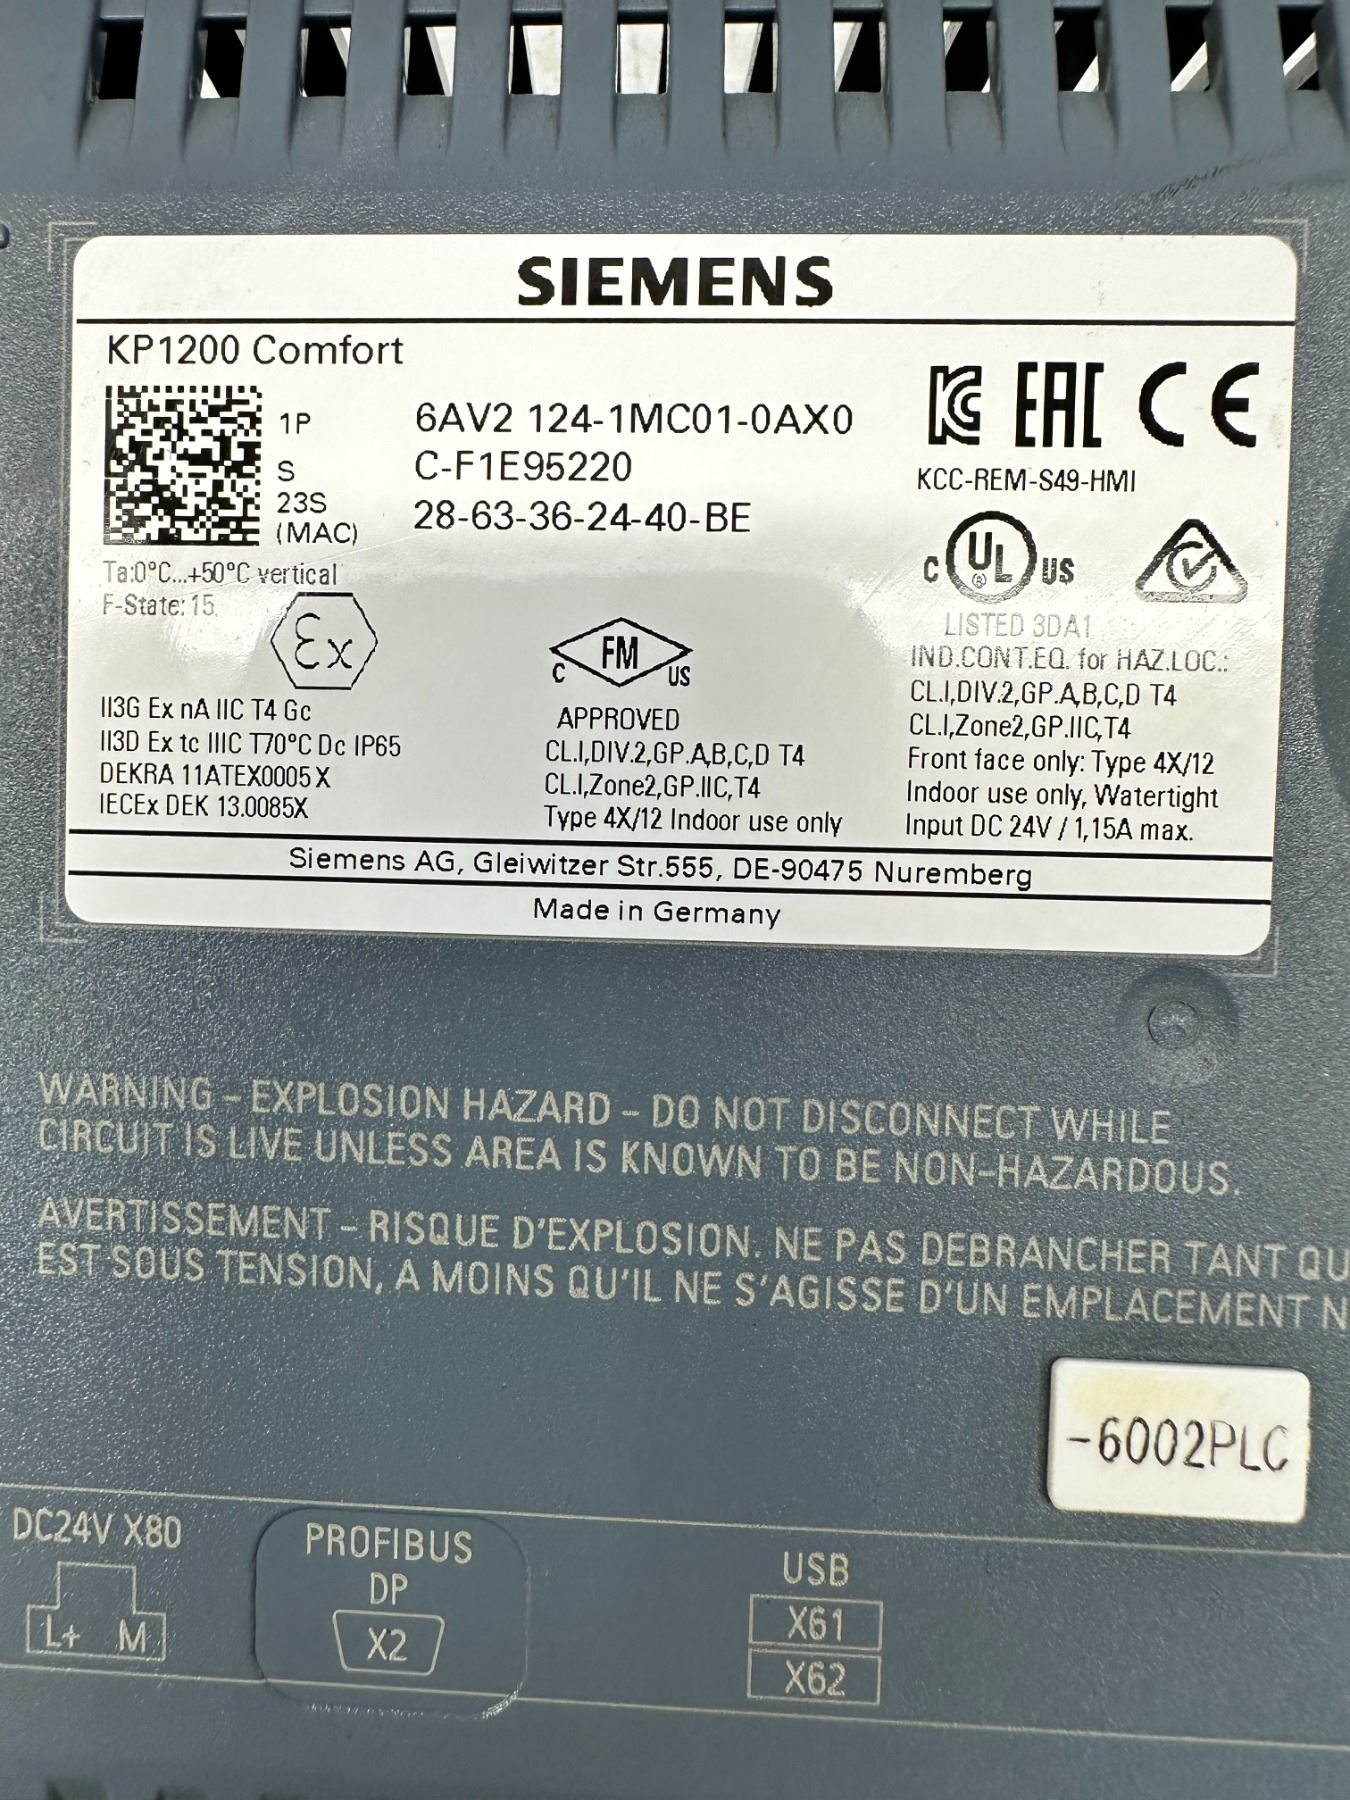 SIEMENS
KP1200 Comfort
1P 6AV2 124-1MC01-0AX0
S C-F1E95220
23S
(MAC) 28-63-36-24-40-BE
KCC-REM-S49-HMI
C UL US
Ta:0°C...+50°C vertical
F-State: 15
LISTED 3DA1
IND.CONT.EQ. for HAZ.LOC.:
CL.I,DIV.2,GP.A,B,C,D T4
CL.I,Zone2,GP.IIC,T4
Front face only: Type 4X/12
Indoor use only, Watertight
Input DC 24V / 1,15A max.
Ex
II3G Ex nA IIC T4 Gc
II3D Ex tc IIIC T70°C Dc IP65
DEKRA 11ATEX0005 X
IECEx DEK 13.0085X
C FM US
APPROVED
CL.I,DIV.2,GP.A,B,C,D T4
CL.I,Zone2,GP.IIC,T4
Type 4X/12 Indoor use only
Siemens AG, Gleiwitzer Str.555, DE-90475 Nuremberg
Made in Germany
WARNING – EXPLOSION HAZARD – DO NOT DISCONNECT WHILE
CIRCUIT IS LIVE UNLESS AREA IS KNOWN TO BE NON-HAZARDOUS.
AVERTISSEMENT – RISQUE D'EXPLOSION. NE PAS DEBRANCHER TANT QU
EST SOUS TENSION, A MOINS QU'IL NE S'AGISSE D'UN EMPLACEMENT N
-6002PLC
DC24V X80
L+ M
PROFIBUS
DP
X2
USB
X61
X62